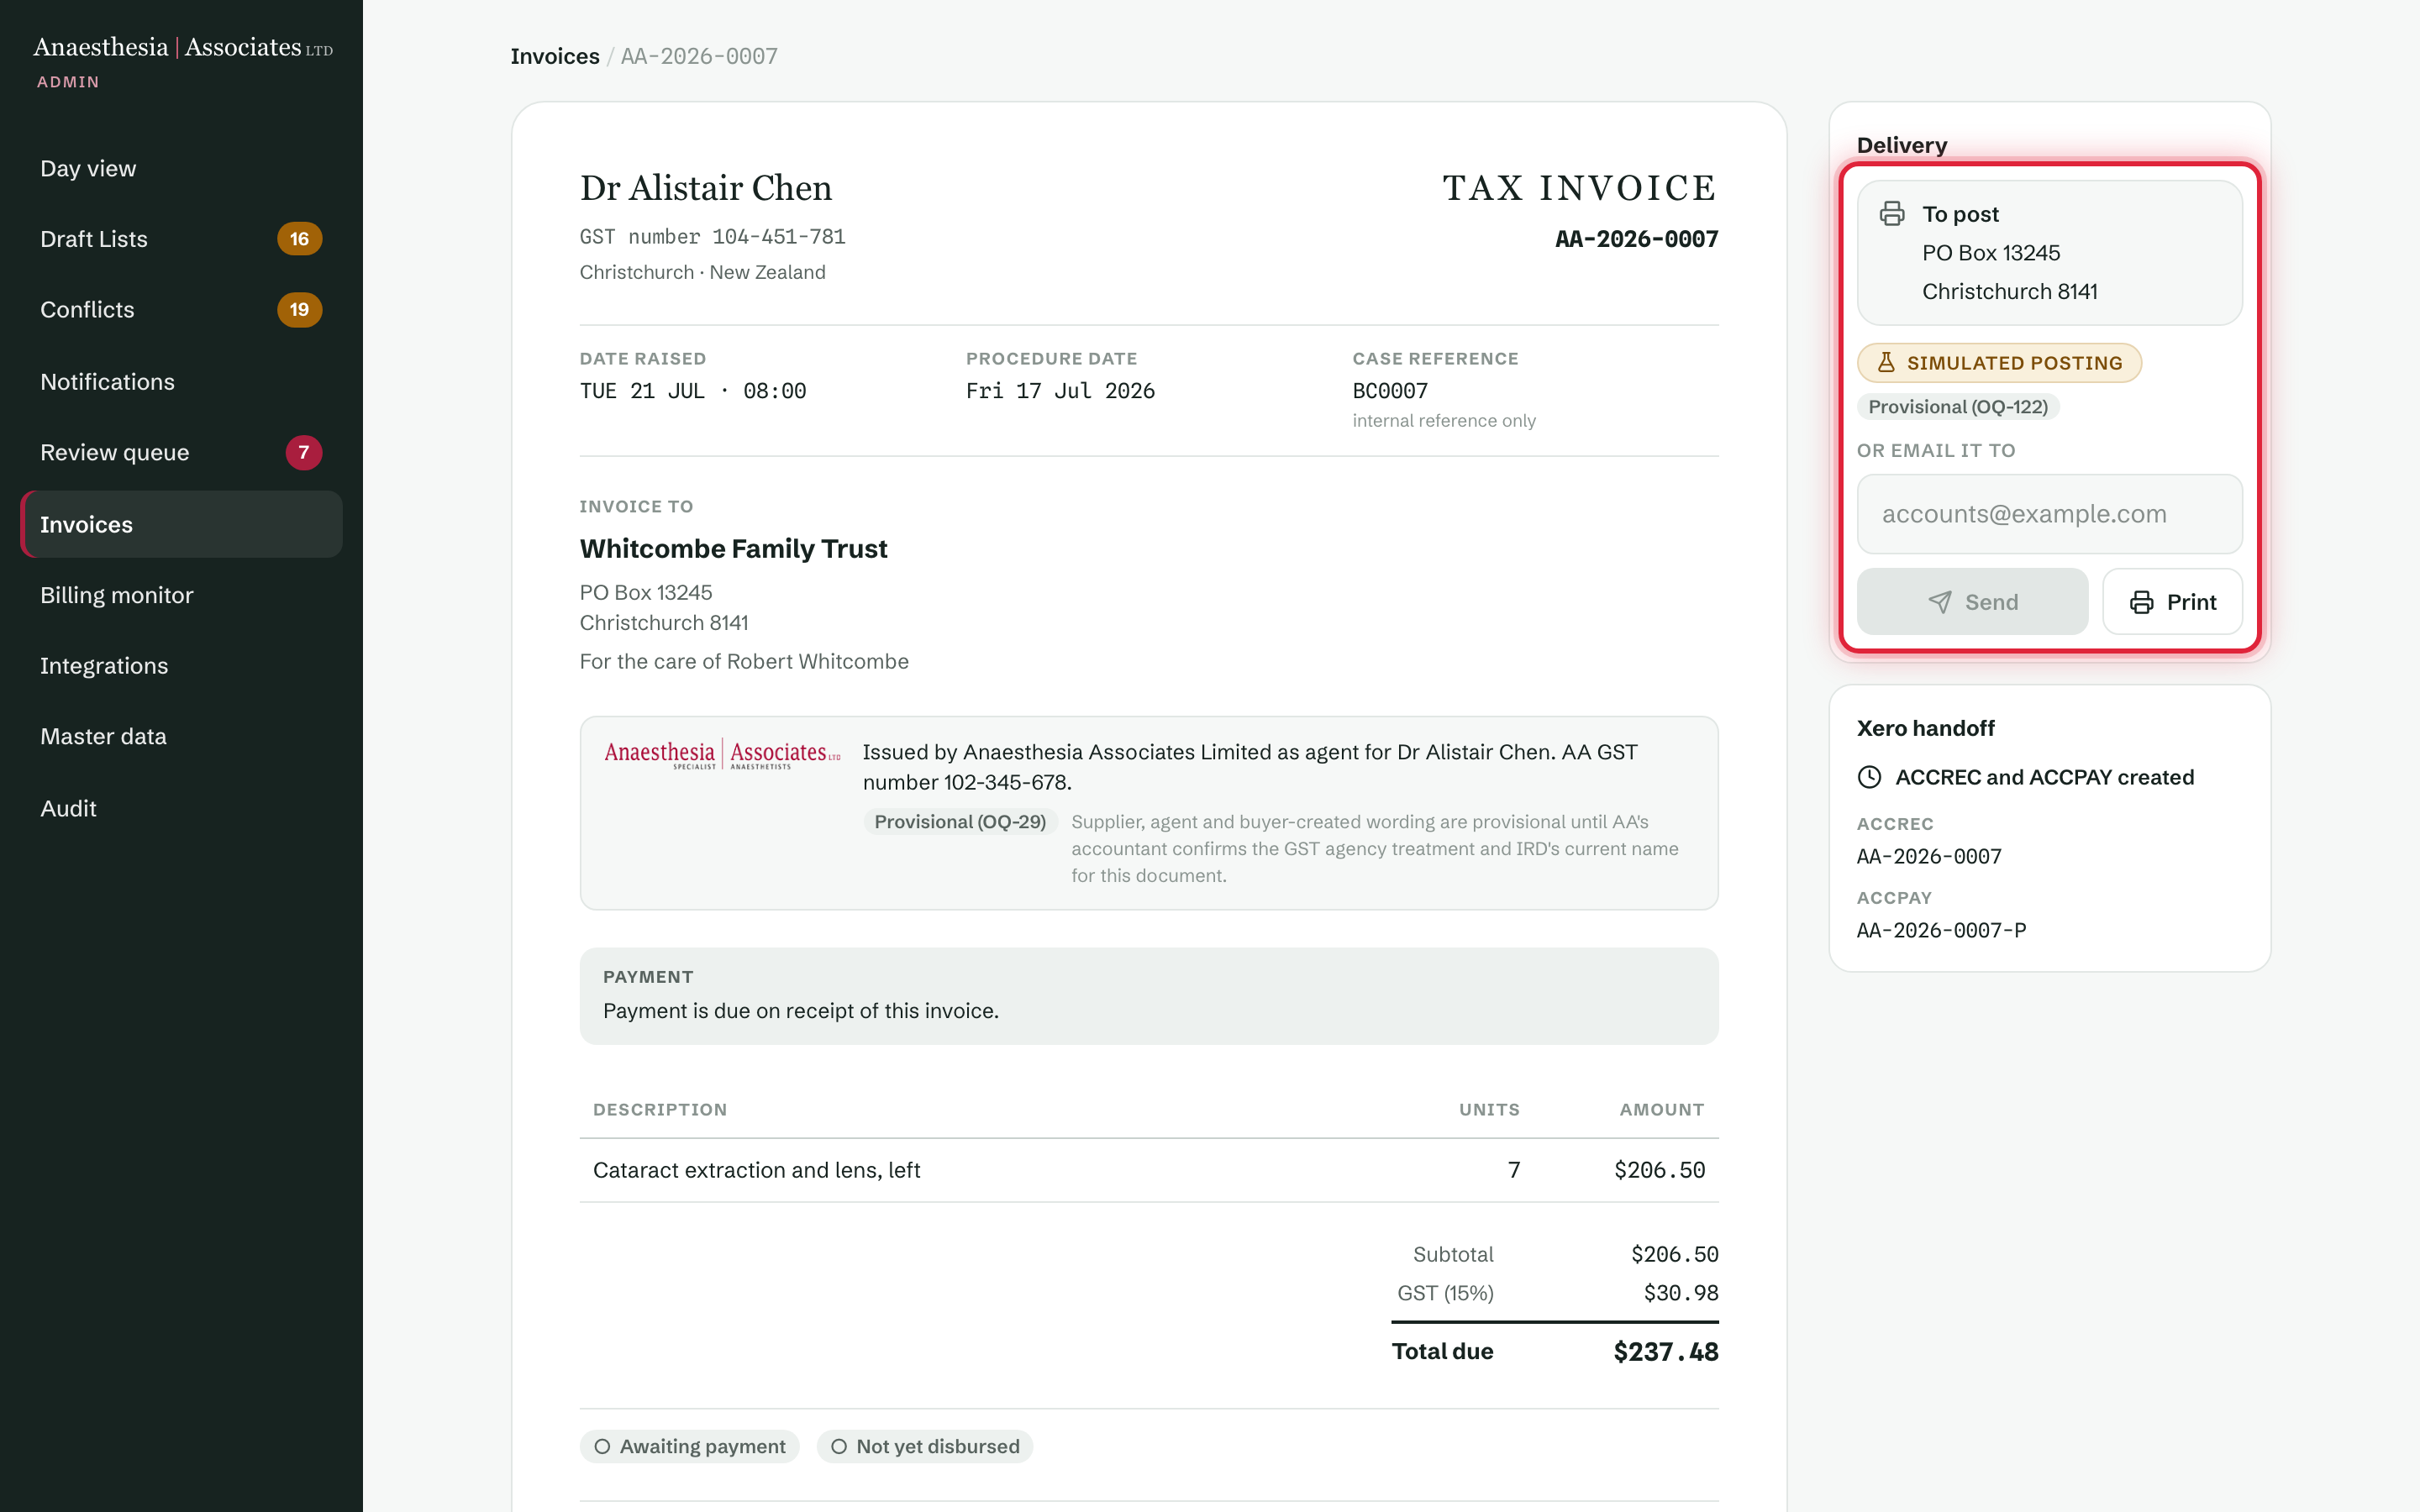 Anaesthesia | Associates LTD
ADMIN
Day view
Draft Lists 16
Conflicts 19
Notifications
Review queue 7
Invoices
Billing monitor
Integrations
Master data
Audit
Invoices / AA-2026-0007
Dr Alistair Chen
GST number 104-451-781
Christchurch · New Zealand
TAX INVOICE
AA-2026-0007
DATE RAISED
TUE 21 JUL · 08:00
PROCEDURE DATE
Fri 17 Jul 2026
CASE REFERENCE
BC0007
internal reference only
INVOICE TO
Whitcombe Family Trust
PO Box 13245
Christchurch 8141
For the care of Robert Whitcombe
Anaesthesia | Associates LTD
SPECIALIST ANAESTHETISTS
Issued by Anaesthesia Associates Limited as agent for Dr Alistair Chen. AA GST
number 102-345-678.
Provisional (OQ-29)
Supplier, agent and buyer-created wording are provisional until AA's
accountant confirms the GST agency treatment and IRD's current name
for this document.
PAYMENT
Payment is due on receipt of this invoice.
DESCRIPTION UNITS AMOUNT
Cataract extraction and lens, left 7 $206.50
Subtotal $206.50
GST (15%) $30.98
Total due $237.48
Awaiting payment
Not yet disbursed
Delivery
To post
PO Box 13245
Christchurch 8141
SIMULATED POSTING
Provisional (OQ-122)
OR EMAIL IT TO
accounts@example.com
Send
Print
Xero handoff
ACCREC and ACCPAY created
ACCREC
AA-2026-0007
ACCPAY
AA-2026-0007-P